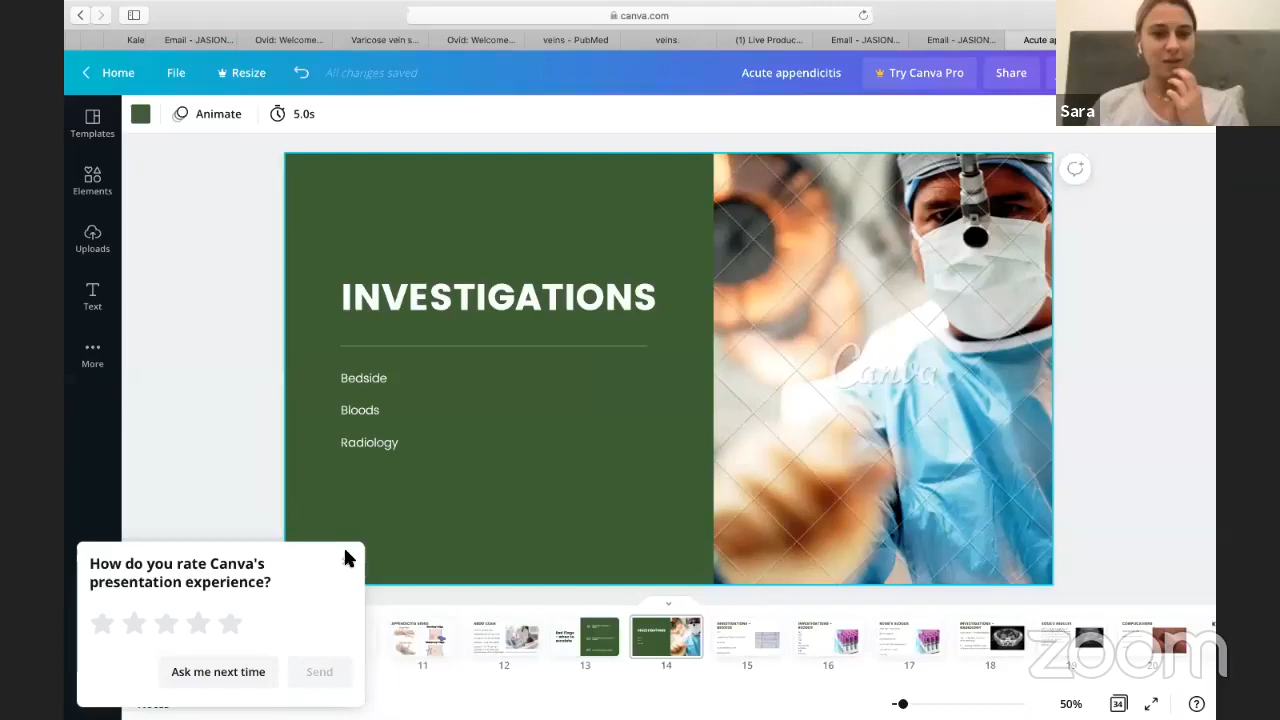 canva.com
Kale
Email - JASION...
Ovid: Welcome...
Varicose vein s...
Ovid: Welcome...
veins - PubMed
veins.
(1) Live Produc...
Email - JASION...
Email - JASION...
Acute ap
Home
File
Resize
All changes saved
Acute appendicitis
Try Canva Pro
Share
Sara
Animate
5.0s
Templates
Elements
Uploads
Text
More
INVESTIGATIONS
Bedside
Bloods
Radiology
Canva
How do you rate Canva's
presentation experience?
Ask me next time
Send
INVESTIGATIONS
11
12
13
14
15
16
17
18
19
20
zoom
50%
34
?